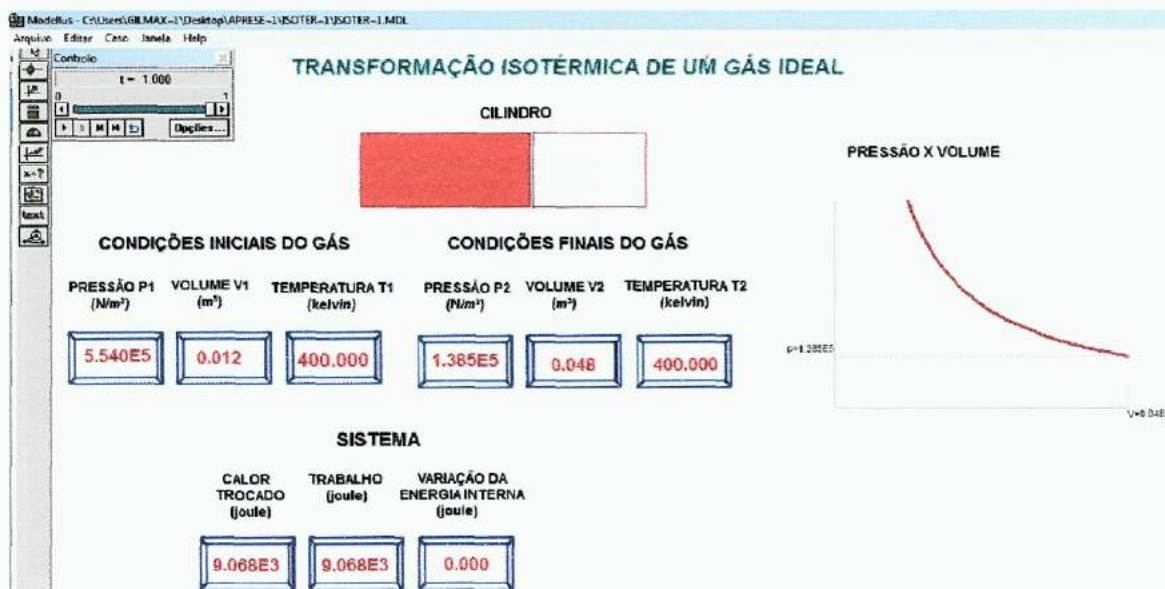 Modellus - C:\Users\GILMAX~1\Desktop\APRESE~1\ISOTER~1\ISOTER~1.MDL
Arquivo Editar Caso Janela Help
Controlo
t = 1.000
0 1
Opções...
x=?
text
TRANSFORMAÇÃO ISOTÉRMICA DE UM GÁS IDEAL
CILINDRO
PRESSÃO X VOLUME
p=1.385E5
V=0.048
CONDIÇÕES INICIAIS DO GÁS
PRESSÃO P1 VOLUME V1 TEMPERATURA T1
(N/m²) (m³) (kelvin)
5.540E5 0.012 400.000
CONDIÇÕES FINAIS DO GÁS
PRESSÃO P2 VOLUME V2 TEMPERATURA T2
(N/m²) (m³) (kelvin)
1.385E5 0.048 400.000
SISTEMA
CALOR TROCADO (joule)
TRABALHO (joule)
VARIAÇÃO DA ENERGIA INTERNA (joule)
9.068E3 9.068E3 0.000